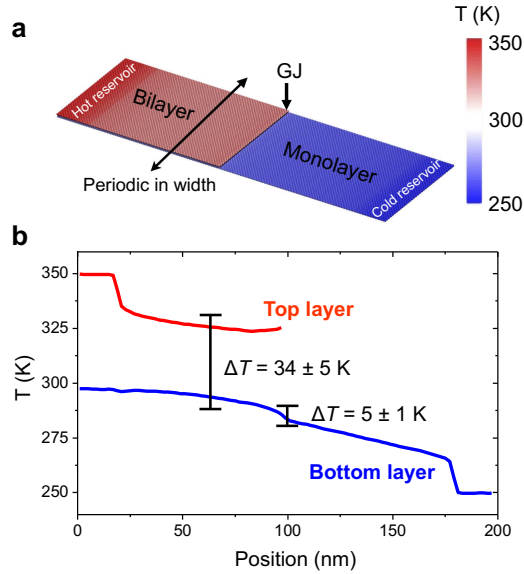 a
T (K)
350
300
250
GJ
Hot reservoir
Bilayer
Monolayer
Cold reservoir
Periodic in width
b
350
325
300
275
250
T (K)
Top layer
ΔT = 34 ± 5 K
ΔT = 5 ± 1 K
Bottom layer
0
50
100
150
200
Position (nm)